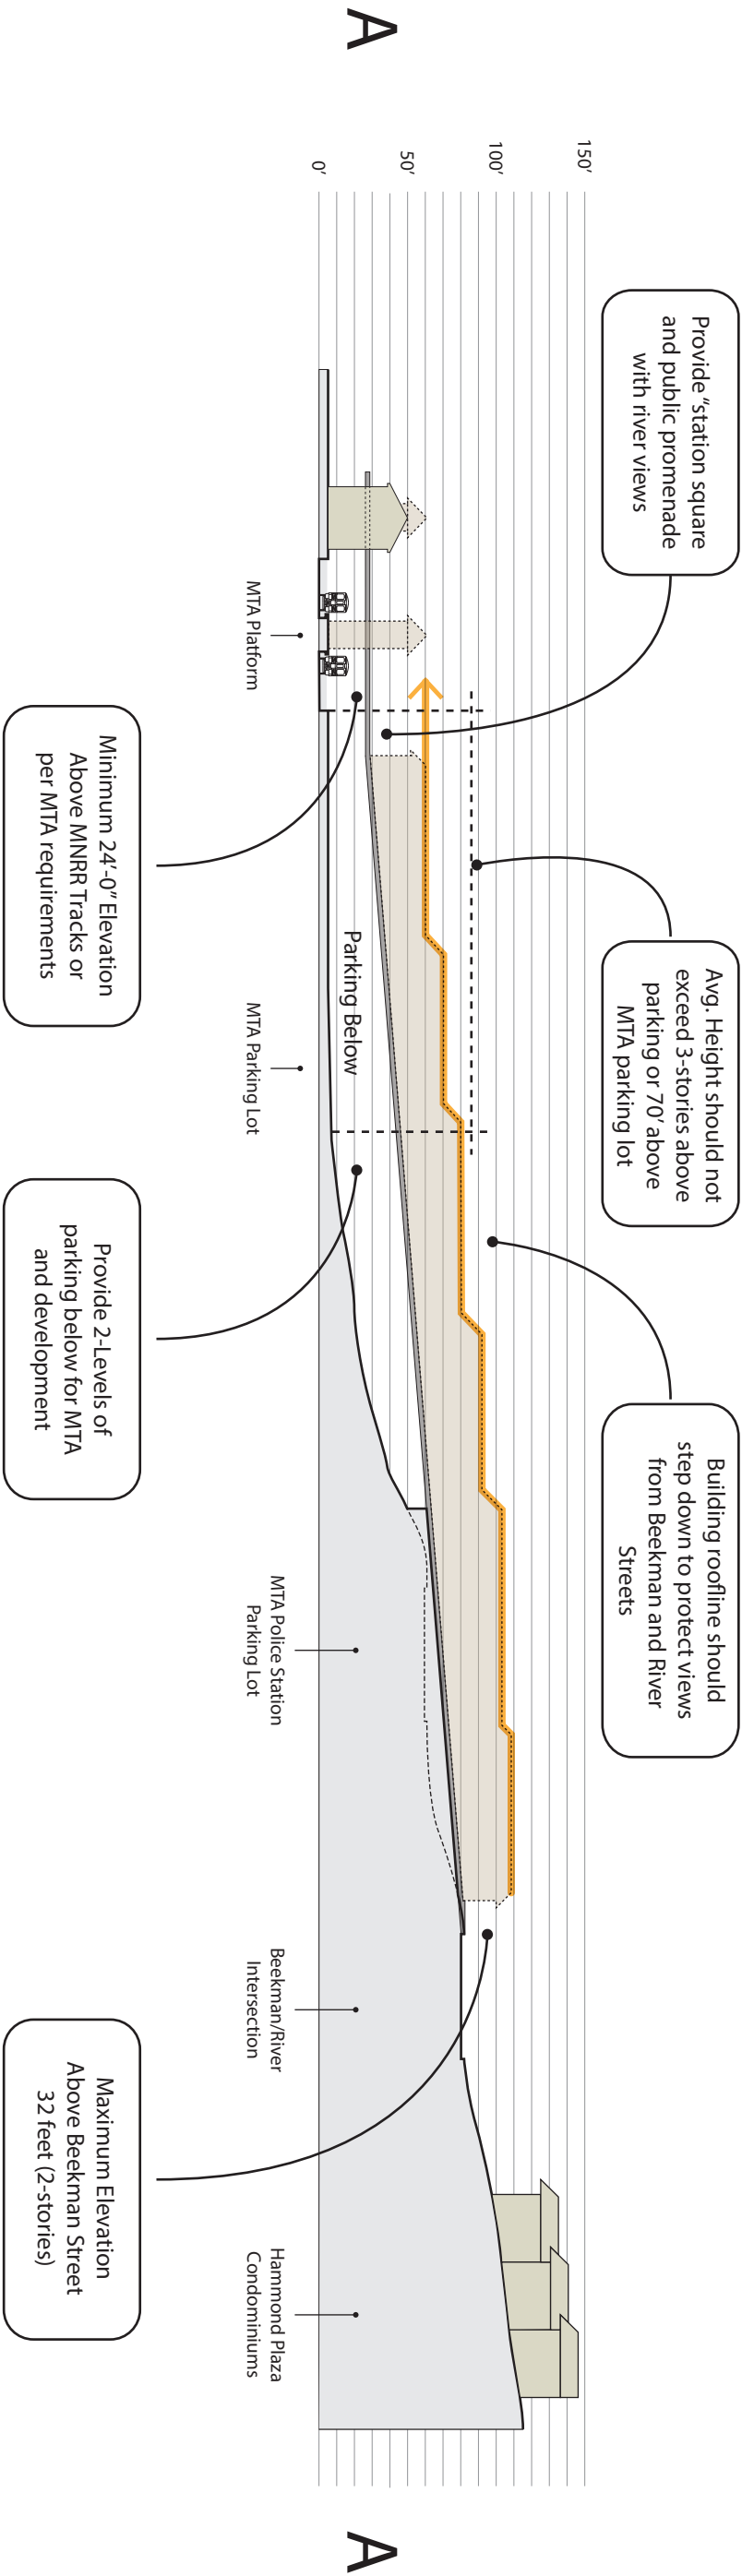 A
Provide “station square
and public promenade
with river views
Avg. Height should not
exceed 3-stories above
parking or 70’ above
MTA parking lot
Building roofline should
step down to protect views
from Beekman and River
Streets
150’
100’
50’
0’
Parking Below
MTA Platform
MTA Parking Lot
MTA Police Station
Parking Lot
Beekman/River
Intersection
Hammond Plaza
Condominiums
Minimum 24’-0” Elevation
Above MNRR Tracks or
per MTA requirements
Provide 2-Levels of
parking below for MTA
and development
Maximum Elevation
Above Beekman Street
32 feet (2-stories)
A